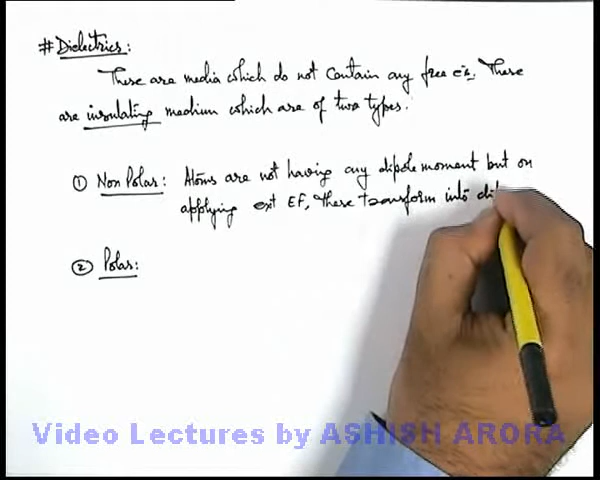 # Dielectrics:
These are media which do not contain any free e⁻s. These
are insulating medium which are of two types.
① Non Polar: Atoms are not having any dipole moment but on
applying ext EF, these transform into dip
② Polar:
Video Lectures by ASHISH ARORA